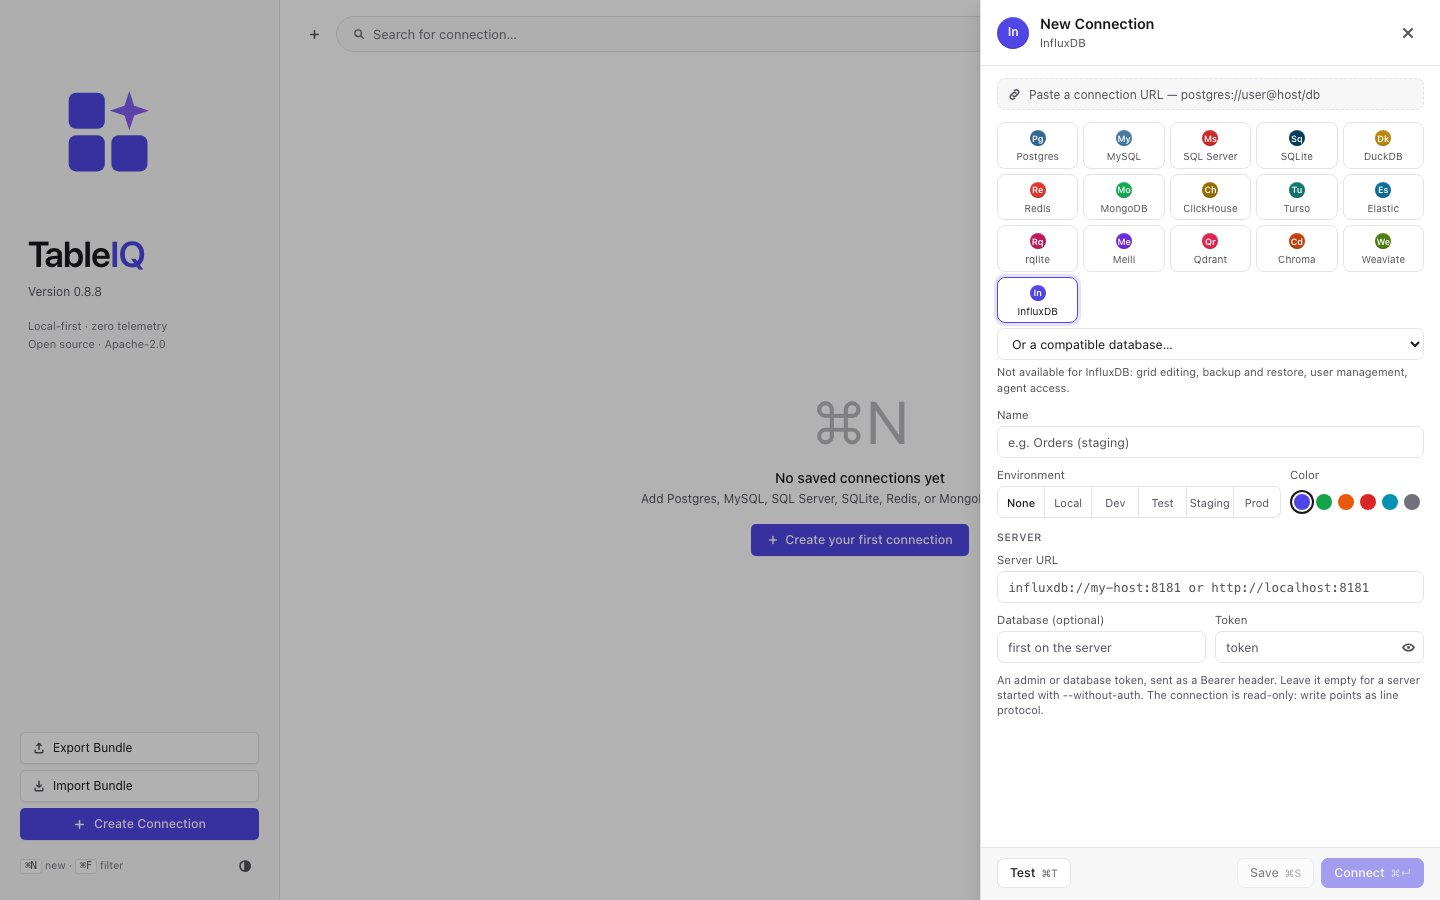 TableIQ
Version 0.8.8
Local-first · zero telemetry
Open source · Apache-2.0
Export Bundle
Import Bundle
+ Create Connection
⌘N new · ⌘F filter
+
Search for connection...
⌘N
No saved connections yet
Add Postgres, MySQL, SQL Server, SQLite, Redis, or Mongo
+ Create your first connection
In
New Connection
InfluxDB
Paste a connection URL — postgres://user@host/db
Pg My Ms Sq Dk
Postgres MySQL SQL Server SQLite DuckDB
Re Mo Ch Tu Es
Redis MongoDB ClickHouse Turso Elastic
Rq Me Qr Cd We
rqlite Meili Qdrant Chroma Weaviate
In
InfluxDB
Or a compatible database...
Not available for InfluxDB: grid editing, backup and restore, user management,
agent access.
Name
e.g. Orders (staging)
Environment Color
None Local Dev Test Staging Prod
SERVER
Server URL
influxdb://my-host:8181 or http://localhost:8181
Database (optional) Token
first on the server token
An admin or database token, sent as a Bearer header. Leave it empty for a server
started with --without-auth. The connection is read-only: write points as line
protocol.
Test ⌘T Save ⌘S Connect ⌘↵